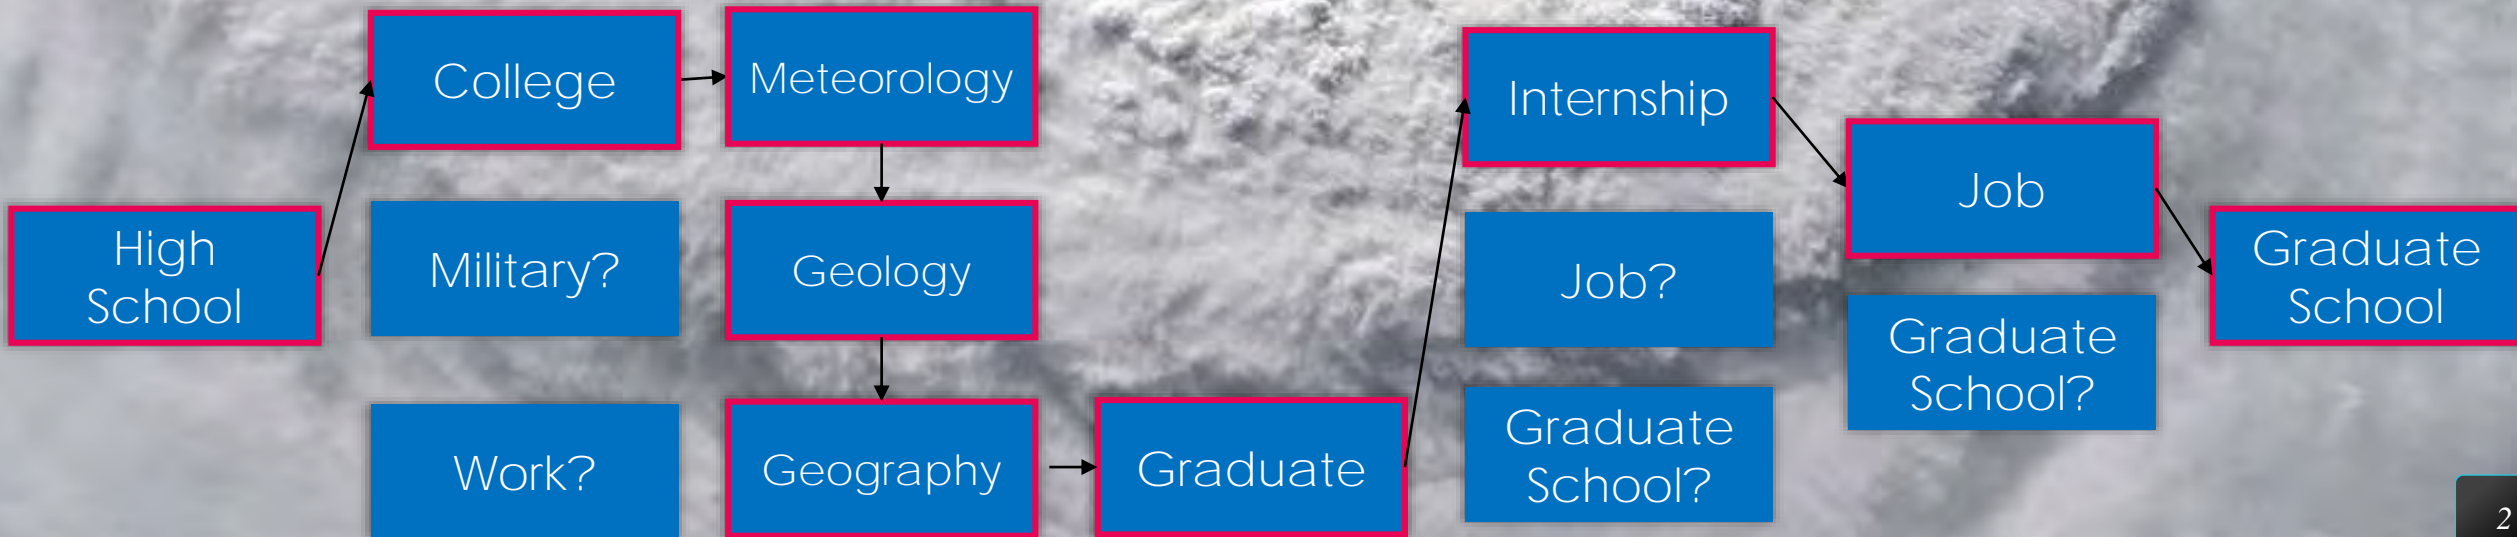 High
School
College
Military?
Work?
Meteorology
Geology
Geography
Graduate
Internship
Job?
Graduate
School?
Job
Graduate
School?
Graduate
School
2